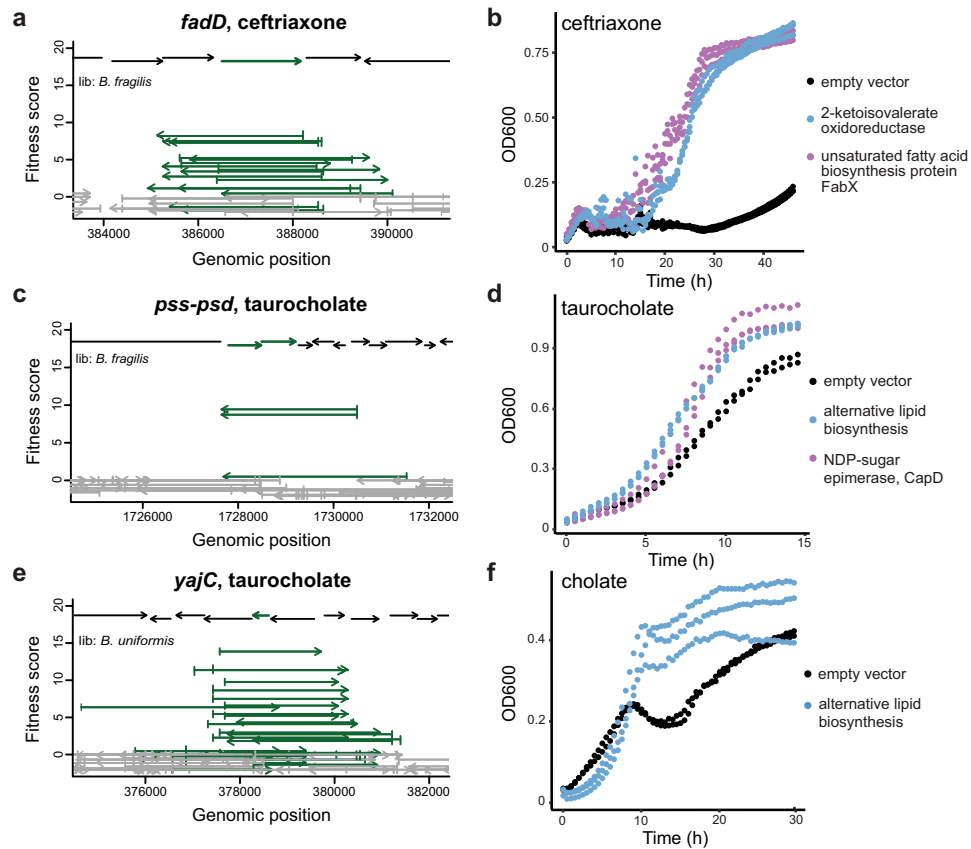 a
fadD, ceftriaxone
20
15
10
5
0
Fitness score
lib: B. fragilis
384000 386000 388000 390000
Genomic position
b
ceftriaxone
0.75
0.50
0.25
0
OD600
0 10 20 30 40
Time (h)
empty vector
2-ketoisovalerate
oxidoreductase
unsaturated fatty acid
biosynthesis protein
FabX
c
pss-psd, taurocholate
20
15
10
5
0
Fitness score
lib: B. fragilis
1726000 1728000 1730000 1732000
Genomic position
d
taurocholate
0.9
0.6
0.3
0
OD600
0 5 10 15
Time (h)
empty vector
alternative lipid
biosynthesis
NDP-sugar
epimerase, CapD
e
yajC, taurocholate
20
15
10
5
0
Fitness score
lib: B. uniformis
376000 378000 380000 382000
Genomic position
f
cholate
0.4
0.2
0
OD600
0 10 20 30
Time (h)
empty vector
alternative lipid
biosynthesis